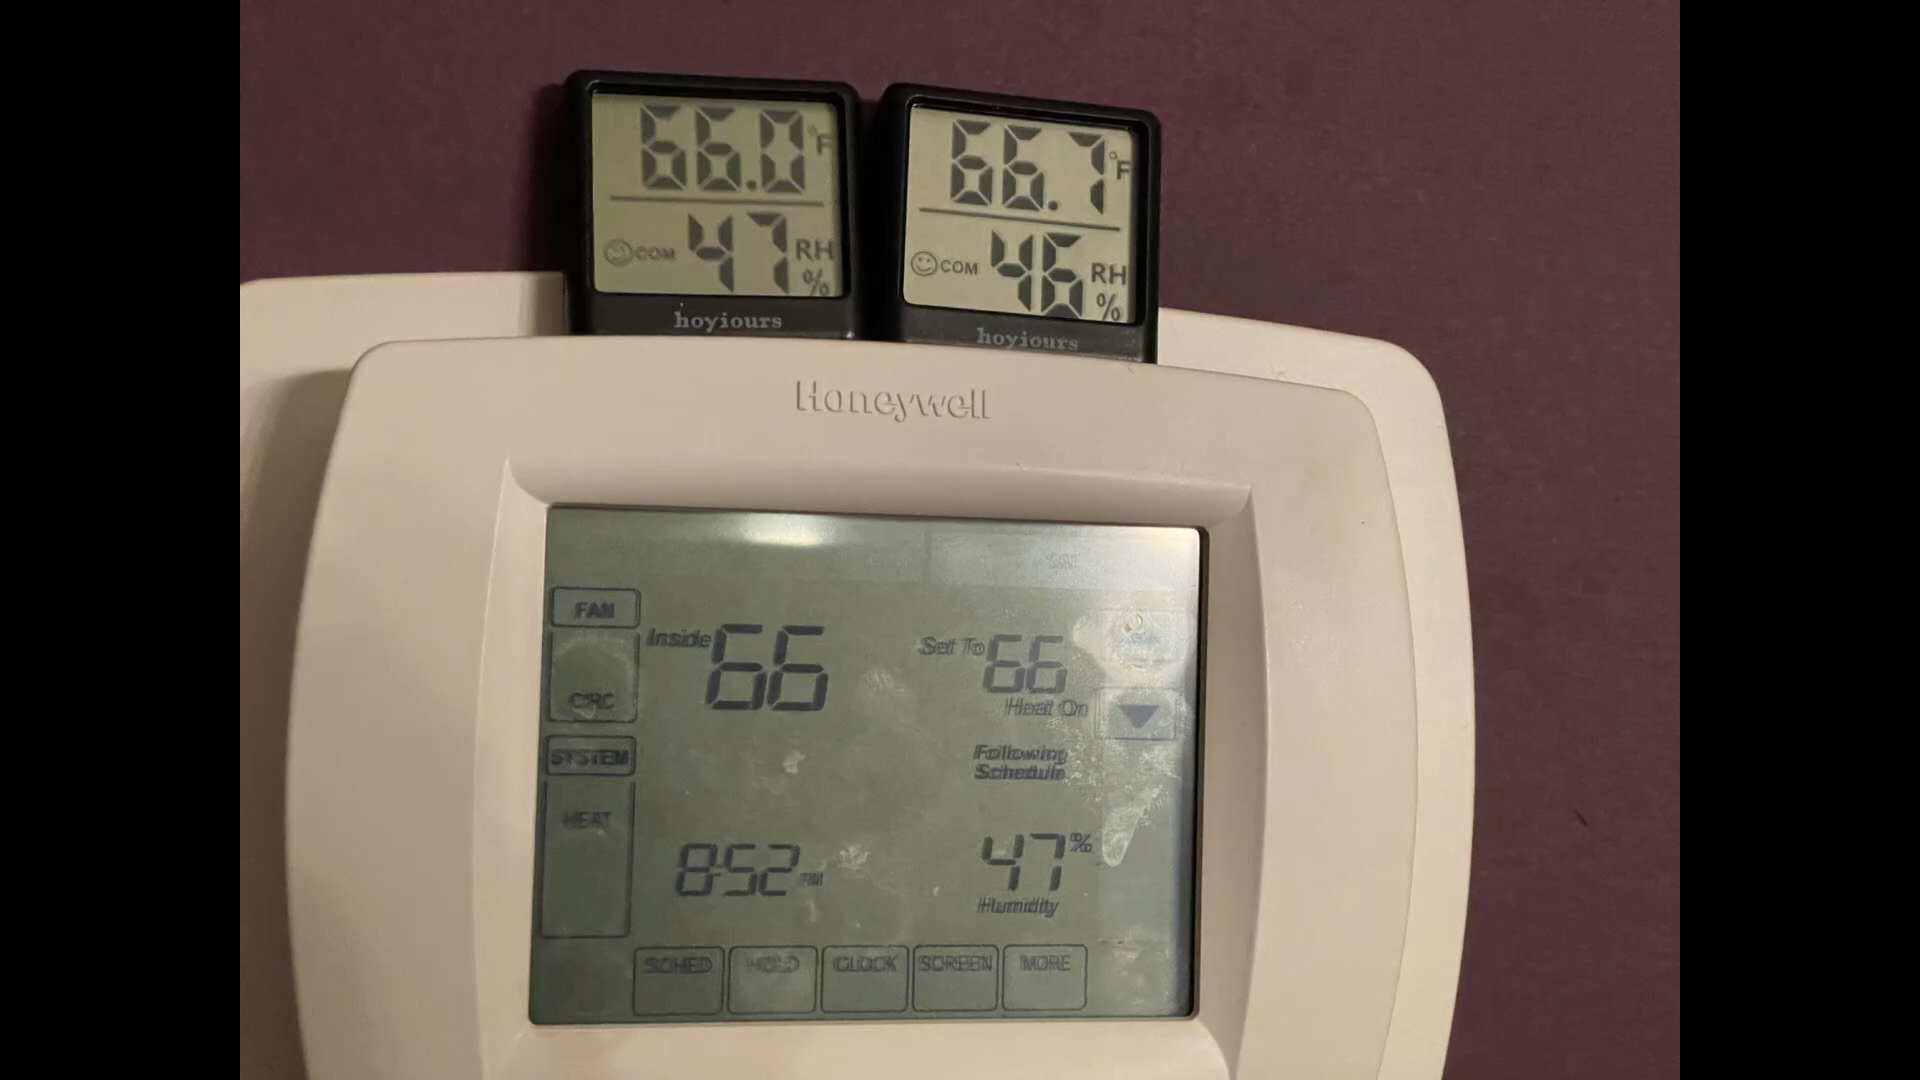 66.0 °F
COM 47 RH %
hoyiours
66.7 °F
COM 46 RH %
hoyiours
Honeywell
SAT
FAN
CIRC
Inside 66
Set To 66
Heat On
SYSTEM
HEAT
Following
Schedule
8:52 PM
47 %
Humidity
SCHED HOLD CLOCK SCREEN MORE